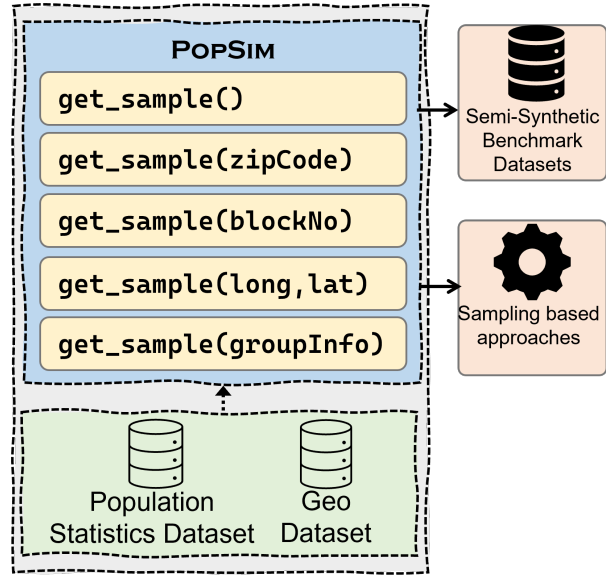 POPSIM
get_sample()
get_sample(zipCode)
get_sample(blockNo)
get_sample(long,lat)
get_sample(groupInfo)
Semi-Synthetic
Benchmark
Datasets
Sampling based
approaches
Population
Statistics Dataset
Geo
Dataset